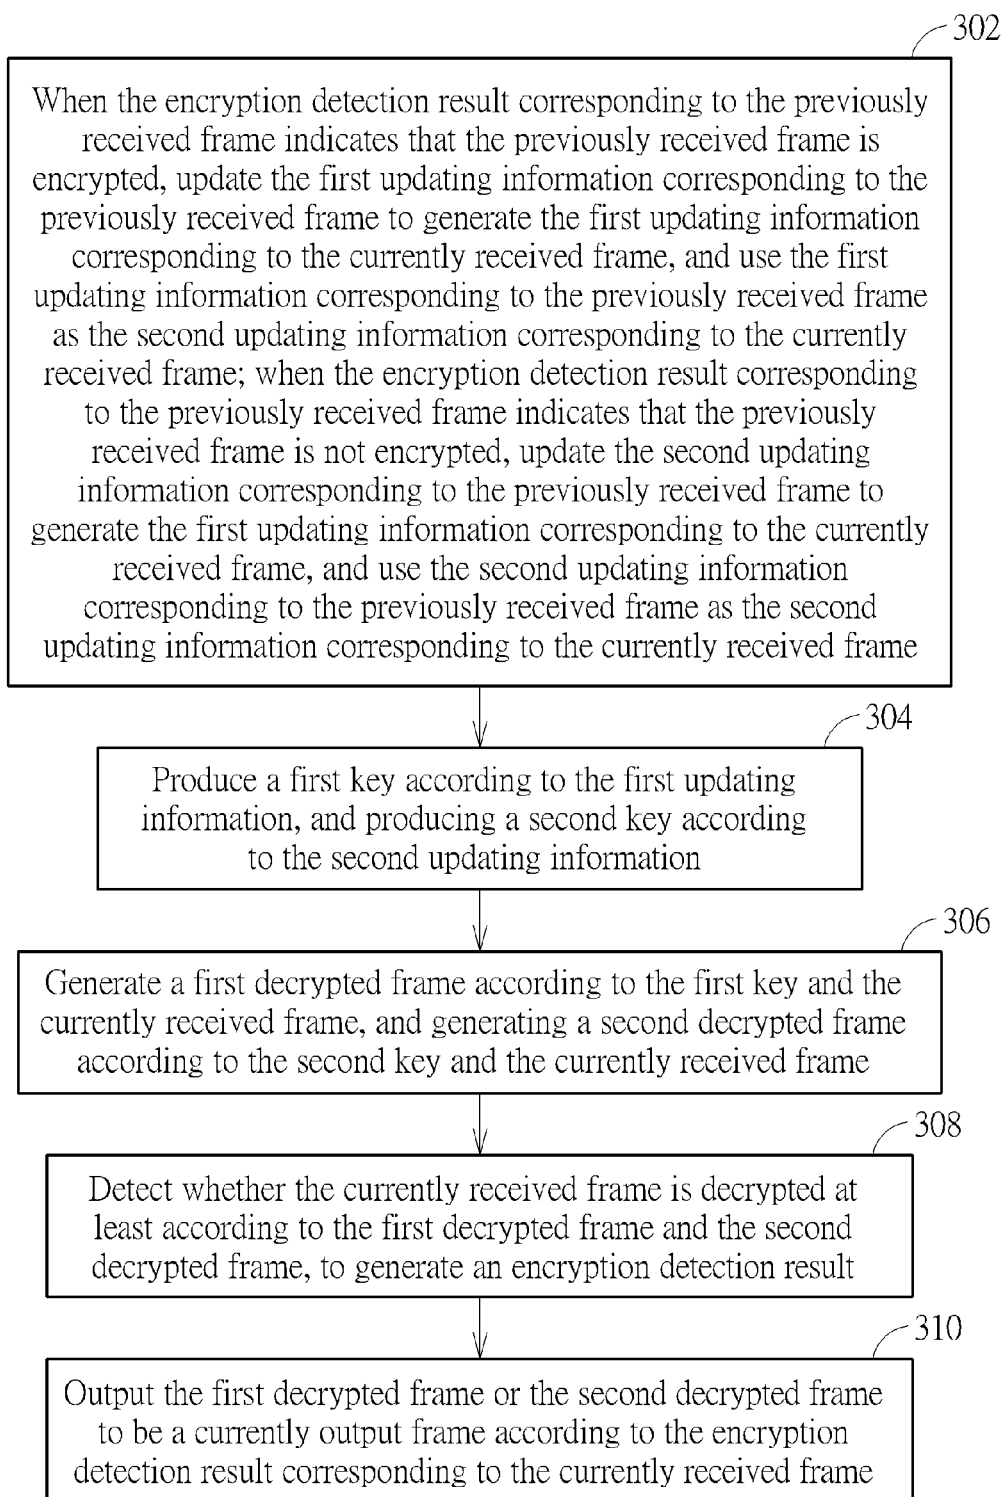 302
When the encryption detection result corresponding to the previously
received frame indicates that the previously received frame is
encrypted, update the first updating information corresponding to the
previously received frame to generate the first updating information
corresponding to the currently received frame, and use the first
updating information corresponding to the previously received frame
as the second updating information corresponding to the currently
received frame; when the encryption detection result corresponding
to the previously received frame indicates that the previously
received frame is not encrypted, update the second updating
information corresponding to the previously received frame to
generate the first updating information corresponding to the currently
received frame, and use the second updating information
corresponding to the previously received frame as the second
updating information corresponding to the currently received frame
304
Produce a first key according to the first updating
information, and producing a second key according
to the second updating information
306
Generate a first decrypted frame according to the first key and the
currently received frame, and generating a second decrypted frame
according to the second key and the currently received frame
308
Detect whether the currently received frame is decrypted at
least according to the first decrypted frame and the second
decrypted frame, to generate an encryption detection result
310
Output the first decrypted frame or the second decrypted frame
to be a currently output frame according to the encryption
detection result corresponding to the currently received frame